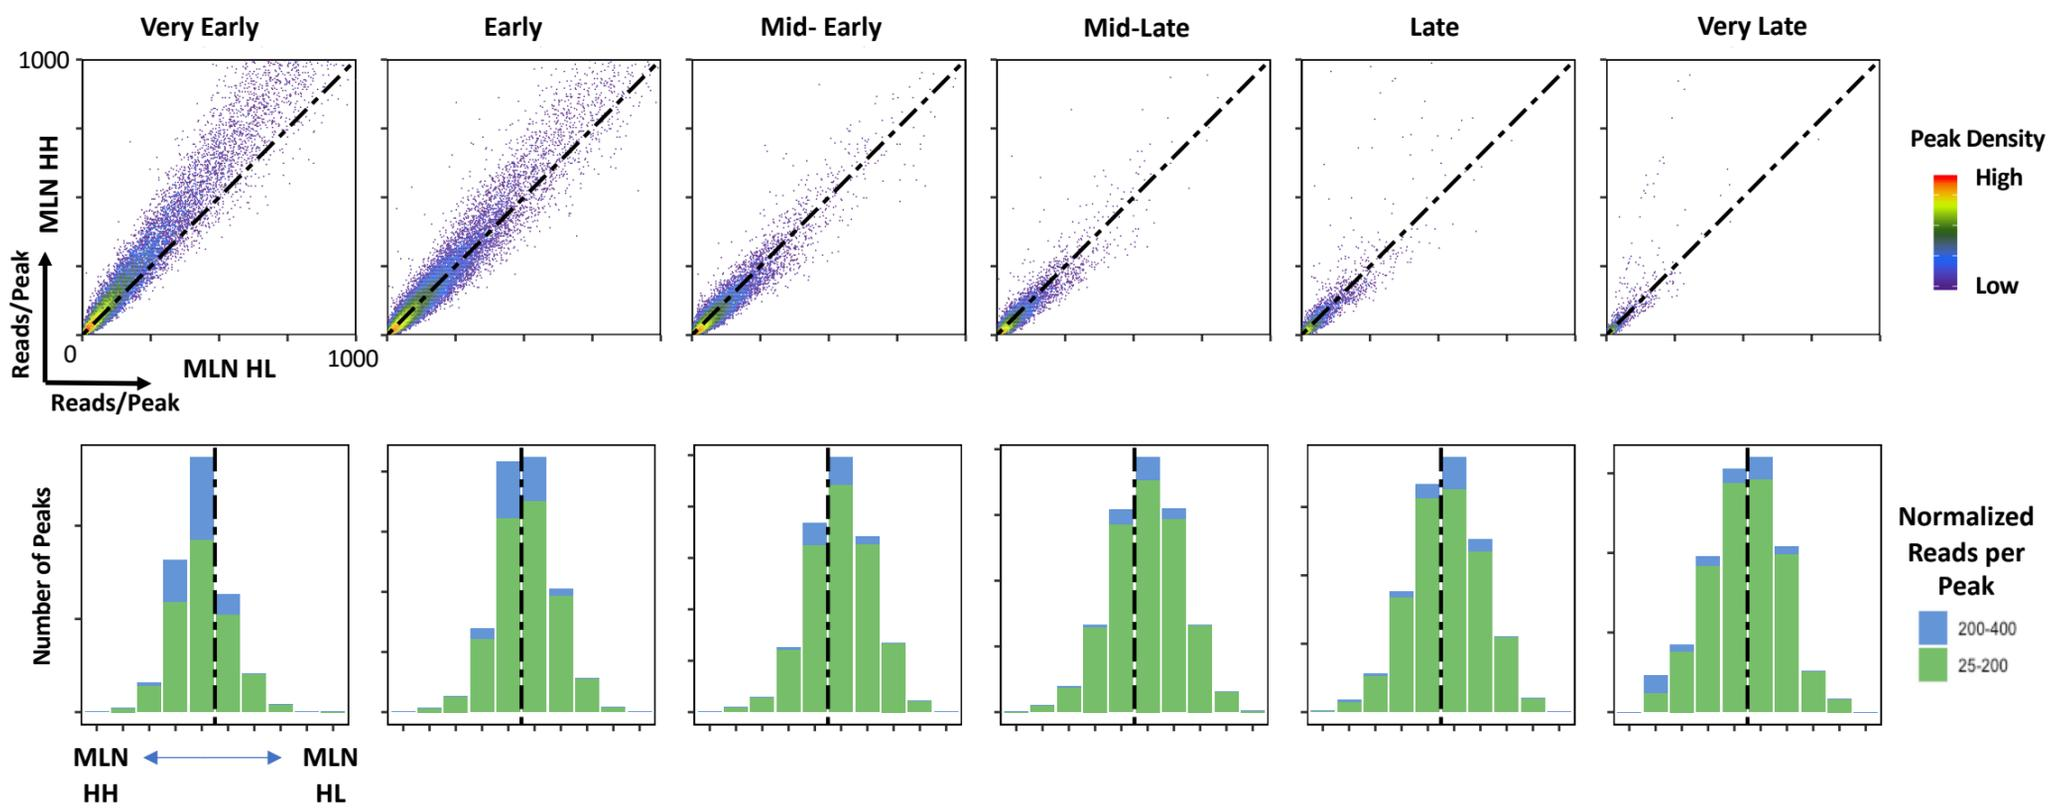 Very Early
Early
Mid- Early
Mid-Late
Late
Very Late
1000
MLN HH
Reads/Peak
0
1000
MLN HL
Reads/Peak
Peak Density
High
Low
Number of Peaks
MLN
HH
MLN
HL
Normalized
Reads per
Peak
200-400
25-200